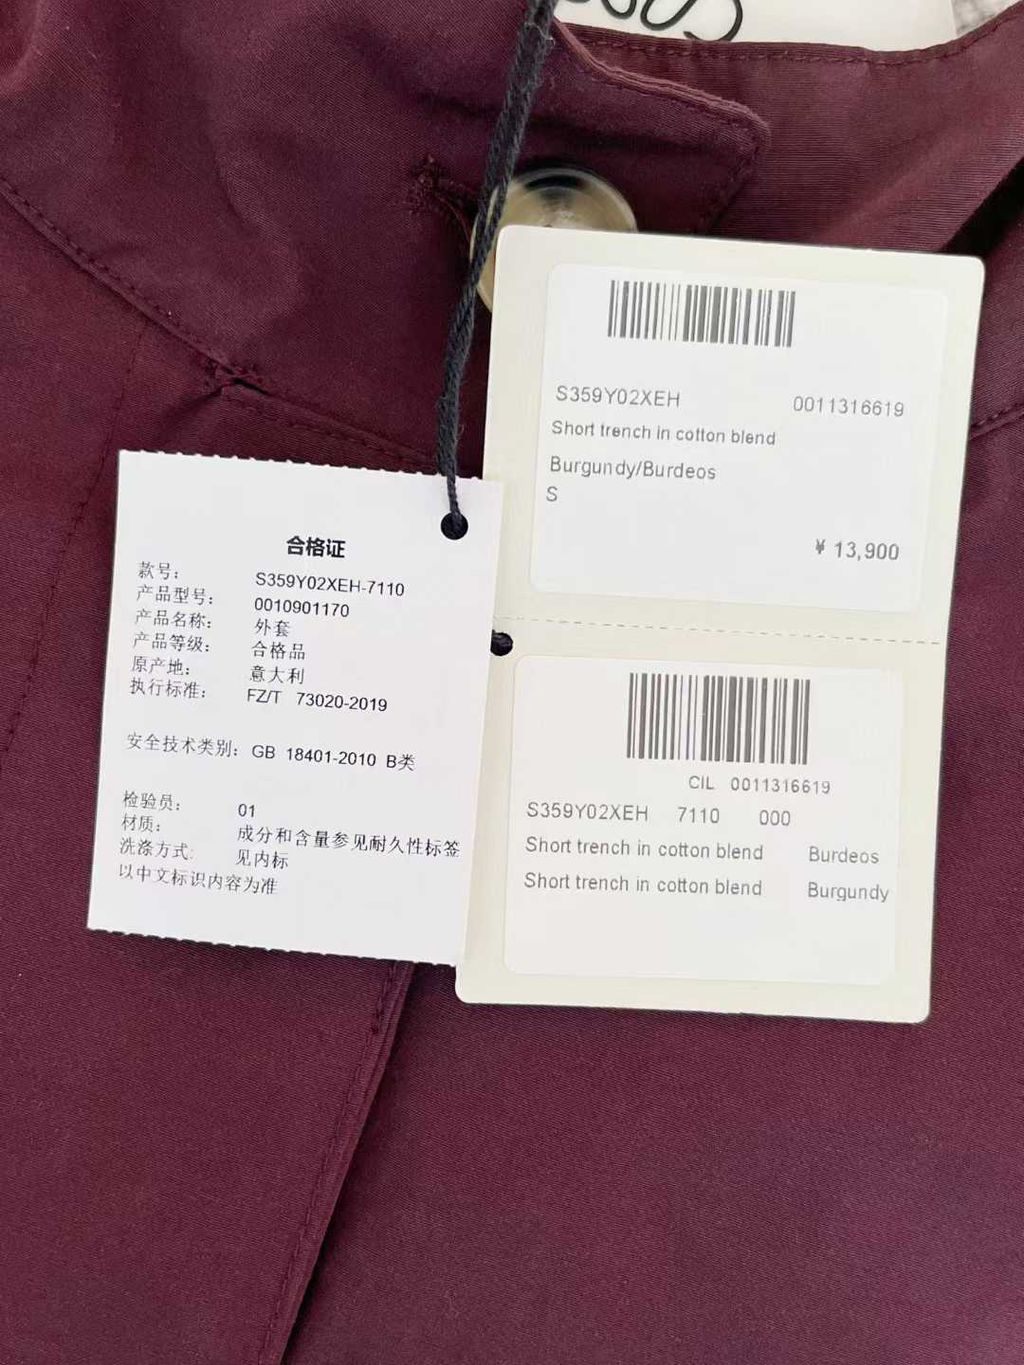 合格证
款号: S359Y02XEH-7110
产品型号: 0010901170
产品名称: 外套
产品等级: 合格品
原产地: 意大利
执行标准: FZ/T 73020-2019
安全技术类别: GB 18401-2010 B类
检验员: 01
材质: 成分和含量参见耐久性标签
洗涤方式: 见内标
以中文标识内容为准
S359Y02XEH 0011316619
Short trench in cotton blend
Burgundy/Burdeos
S
¥ 13,900
CIL 0011316619
S359Y02XEH 7110 000
Short trench in cotton blend Burdeos
Short trench in cotton blend Burgundy